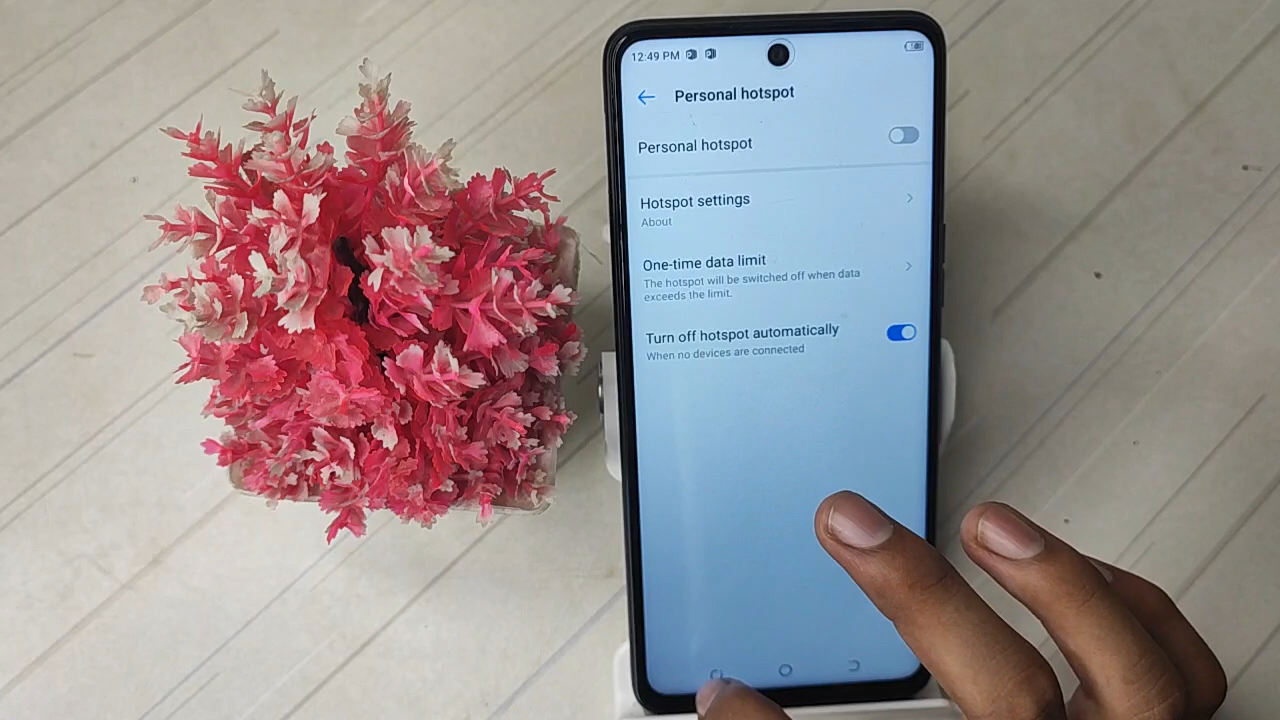 12:49 PM
Personal hotspot
Personal hotspot
Hotspot settings
About
One-time data limit
The hotspot will be switched off when data
exceeds the limit.
Turn off hotspot automatically
When no devices are connected